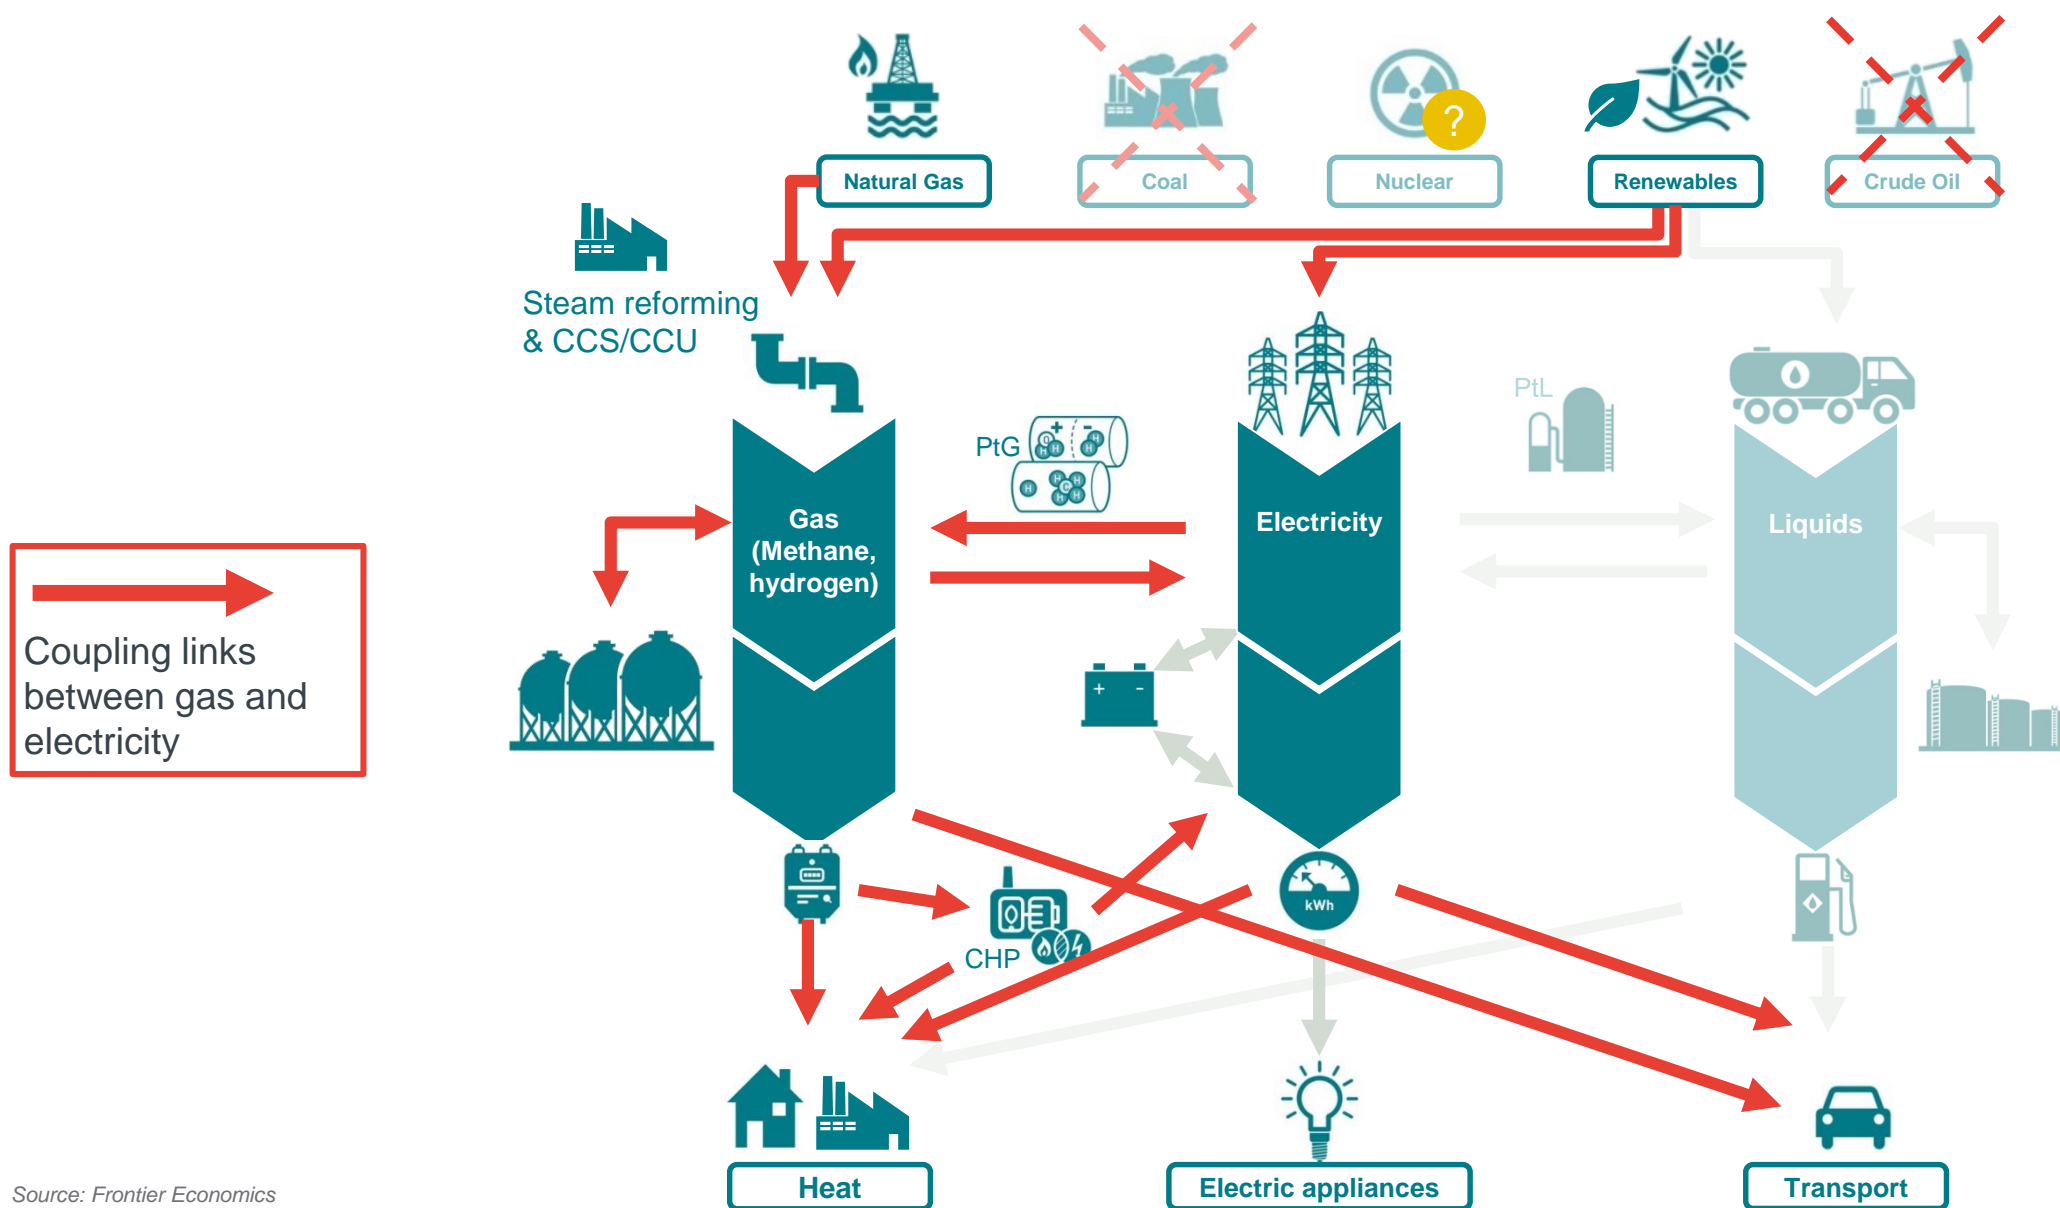 ?
Natural Gas
Coal
Nuclear
Renewables
Crude Oil
Steam reforming
& CCS/CCU
PtL
PtG
+ -
O
H H
H
H
H
H H
C
H H
Gas
(Methane,
hydrogen)
Electricity
Liquids
Coupling links
between gas and
electricity
+ -
kWh
CHP
Heat
Electric appliances
Transport
Source: Frontier Economics